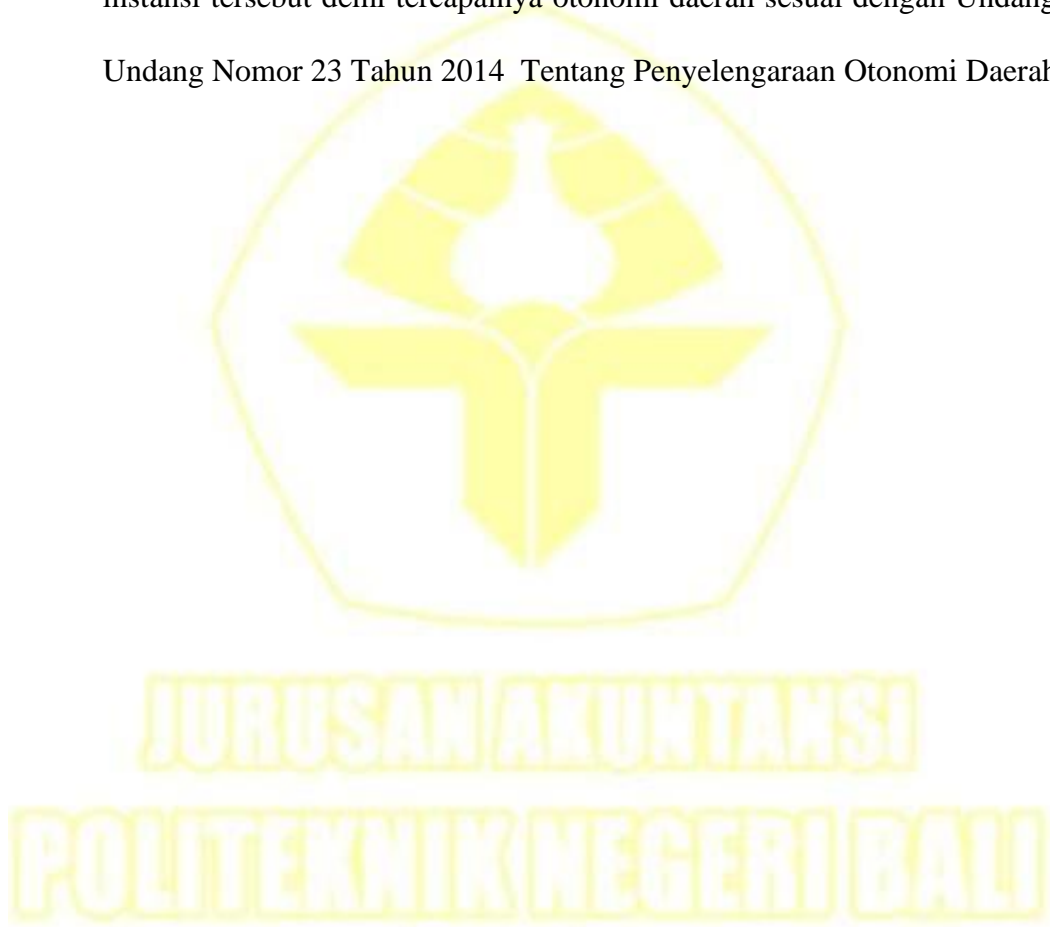 instansi tersebut demi tercapainya otonomi daerah sesuai dengan Undang
Undang Nomor 23 Tahun 2014 Tentang Penyelengaraan Otonomi Daerah
JURUSAN AKUNTANSI
POLITEKNIK NEGERI BALI